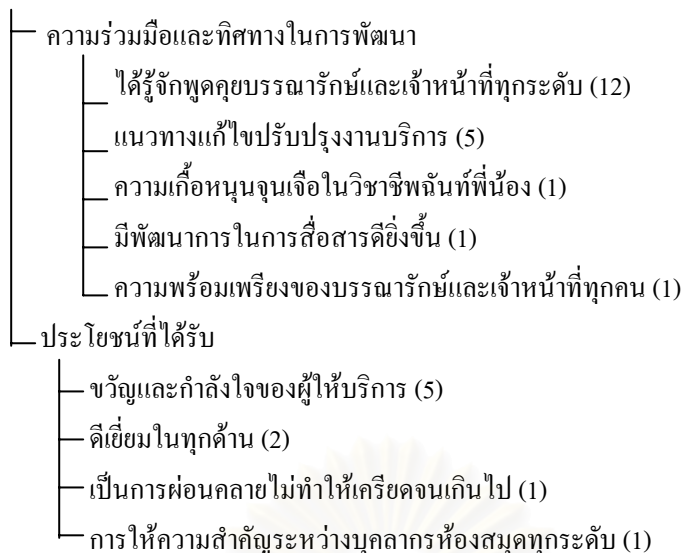 ความร่วมมือและทิศทางในการพัฒนา
ได้รู้จักพูดคุยบรรณารักษ์และเจ้าหน้าที่ทุกระดับ (12)
แนวทางแก้ไขปรับปรุงงานบริการ (5)
ความเกื้อหนุนจุนเจือในวิชาชีพฉันท์พี่น้อง (1)
มีพัฒนาการในการสื่อสารดียิ่งขึ้น (1)
ความพร้อมเพรียงของบรรณารักษ์และเจ้าหน้าที่ทุกคน (1)
ประโยชน์ที่ได้รับ
ขวัญและกำลังใจของผู้ให้บริการ (5)
ดีเยี่ยมในทุกด้าน (2)
เป็นการผ่อนคลายไม่ทำให้เครียดจนเกินไป (1)
การให้ความสำคัญระหว่างบุคลากรห้องสมุดทุกระดับ (1)